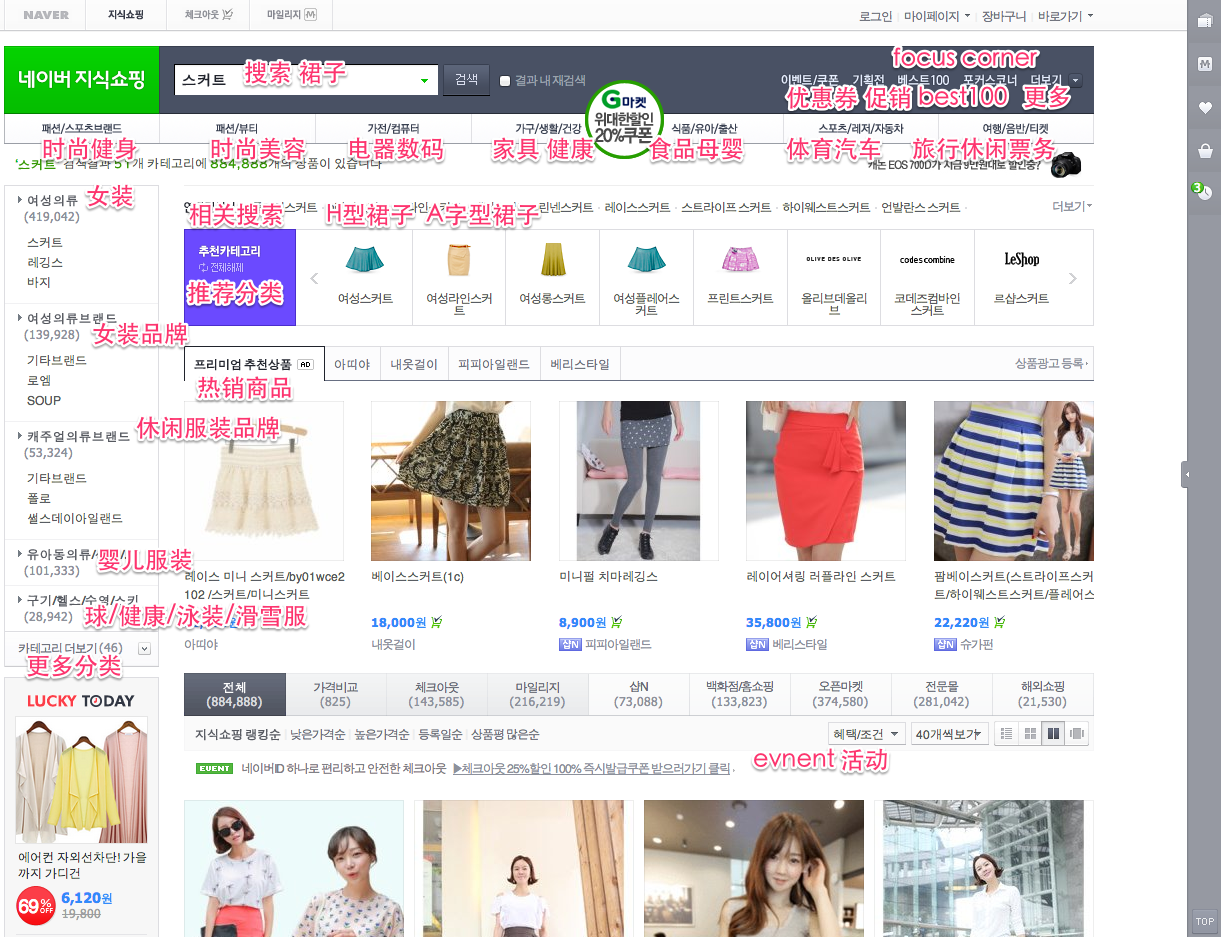 NAVER 지식쇼핑 체크아웃 마일리지 M
로그인 마이페이지 장바구니 바로가기
네이버 지식쇼핑
스커트
搜索 裙子
검색
결과 내 재검색
focus corner
이벤트/쿠폰 기획전 베스트100 포커스코너 더보기
优惠券 促销 best100 更多
G마켓
위대한할인
20%쿠폰
패션/스포츠브랜드 패션/뷰티 가전/컴퓨터 가구/생활/건강 식품/유아/출산 스포츠/레저/자동차 여행/음반/티켓
时尚健身 时尚美容 电器数码 家具 健康 食品母婴 体育汽车 旅行休闲票务
'스커트' 검색결과 51개 카테고리에 884,888개의 상품이 있습니다
캐논 EOS 700D가 지금 9만원대로 할인중?
여성의류
(419,042)
女装
스커트
레깅스
바지
여성의류브랜드
(139,928)
女装品牌
기타브랜드
로엠
SOUP
캐주얼의류브랜드
(53,324)
休闲服装品牌
기타브랜드
폴로
썰스데이아일랜드
유아동의류/
(101,333)
婴儿服装
구기/헬스/수영/스키
(28,942)
球/健康/泳装/滑雪服
카테고리 더보기 (46)
更多分类
LUCKY TODAY
에어컨 자외선차단! 가을
까지 가디건
69% OFF
6,120원
19,800
相关搜索 H型裙子 A字型裙子
린넨스커트 레이스스커트 스트라이프 스커트 하이웨스트스커트 언발란스 스커트
더보기
추천카테고리
전체해제
推荐分类
여성스커트
여성라인스커
트
여성롱스커트
여성플레어스
커트
프린트스커트
OLIVE DES OLIVE
올리브데올리
브
codes combine
코데즈컴바인
스커트
LeShop
르샵스커트
프리미엄 추천상품 AD 아띠야 내옷걸이 피피아일랜드 베리스타일
상품광고 등록
热销商品
레이스 미니 스커트/by01wce2
102 /스커트/미니스커트
아띠야
베이스스커트(1c)
18,000원
내옷걸이
미니펄 치마레깅스
8,900원
샵N 피피아일랜드
레이어셔링 러플라인 스커트
35,800원
샵N 베리스타일
팜베이스커트(스트라이프스커
트/하이웨스트스커트/플레어스
22,220원
샵N 슈가펀
전체
(884,888)
가격비교
(825)
체크아웃
(143,585)
마일리지
(216,219)
샵N
(73,088)
백화점/홈쇼핑
(133,823)
오픈마켓
(374,580)
전문몰
(281,042)
해외쇼핑
(21,530)
지식쇼핑 랭킹순 낮은가격순 높은가격순 등록일순 상품평 많은순
혜택/조건
40개씩보기
evnent 活动
EVENT 네이버ID 하나로 편리하고 안전한 체크아웃 ▶체크아웃 25%할인 100% 즉시발급쿠폰 받으러가기 클릭
M
3
TOP